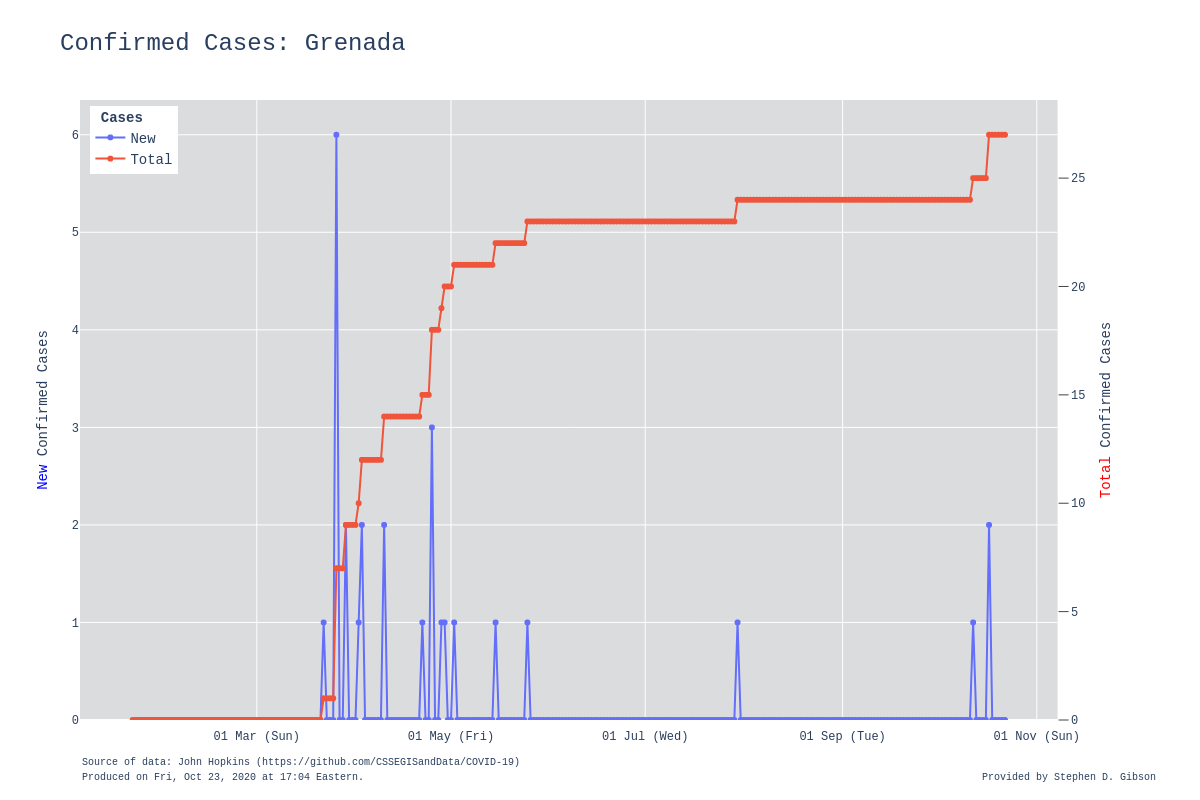 Confirmed Cases: Grenada
Cases
New
Total
6
5
4
3
2
1
0
New Confirmed Cases
25
20
15
10
5
0
Total Confirmed Cases
01 Mar (Sun)
01 May (Fri)
01 Jul (Wed)
01 Sep (Tue)
01 Nov (Sun)
Source of data: John Hopkins (https://github.com/CSSEGISandData/COVID-19)
Produced on Fri, Oct 23, 2020 at 17:04 Eastern.
Provided by Stephen D. Gibson